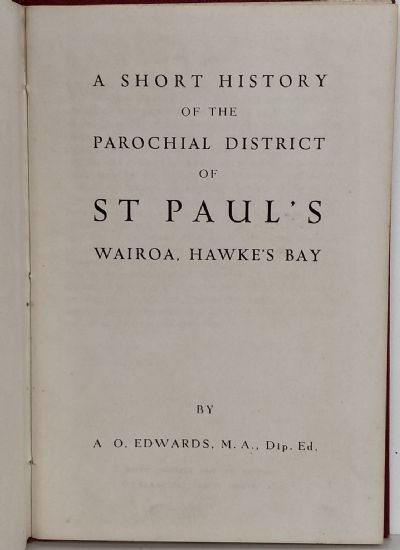 A SHORT HISTORY
OF THE
PAROCHIAL DISTRICT
OF
ST PAUL'S
WAIROA, HAWKE'S BAY
BY
A O. EDWARDS, M. A., Dip. Ed.